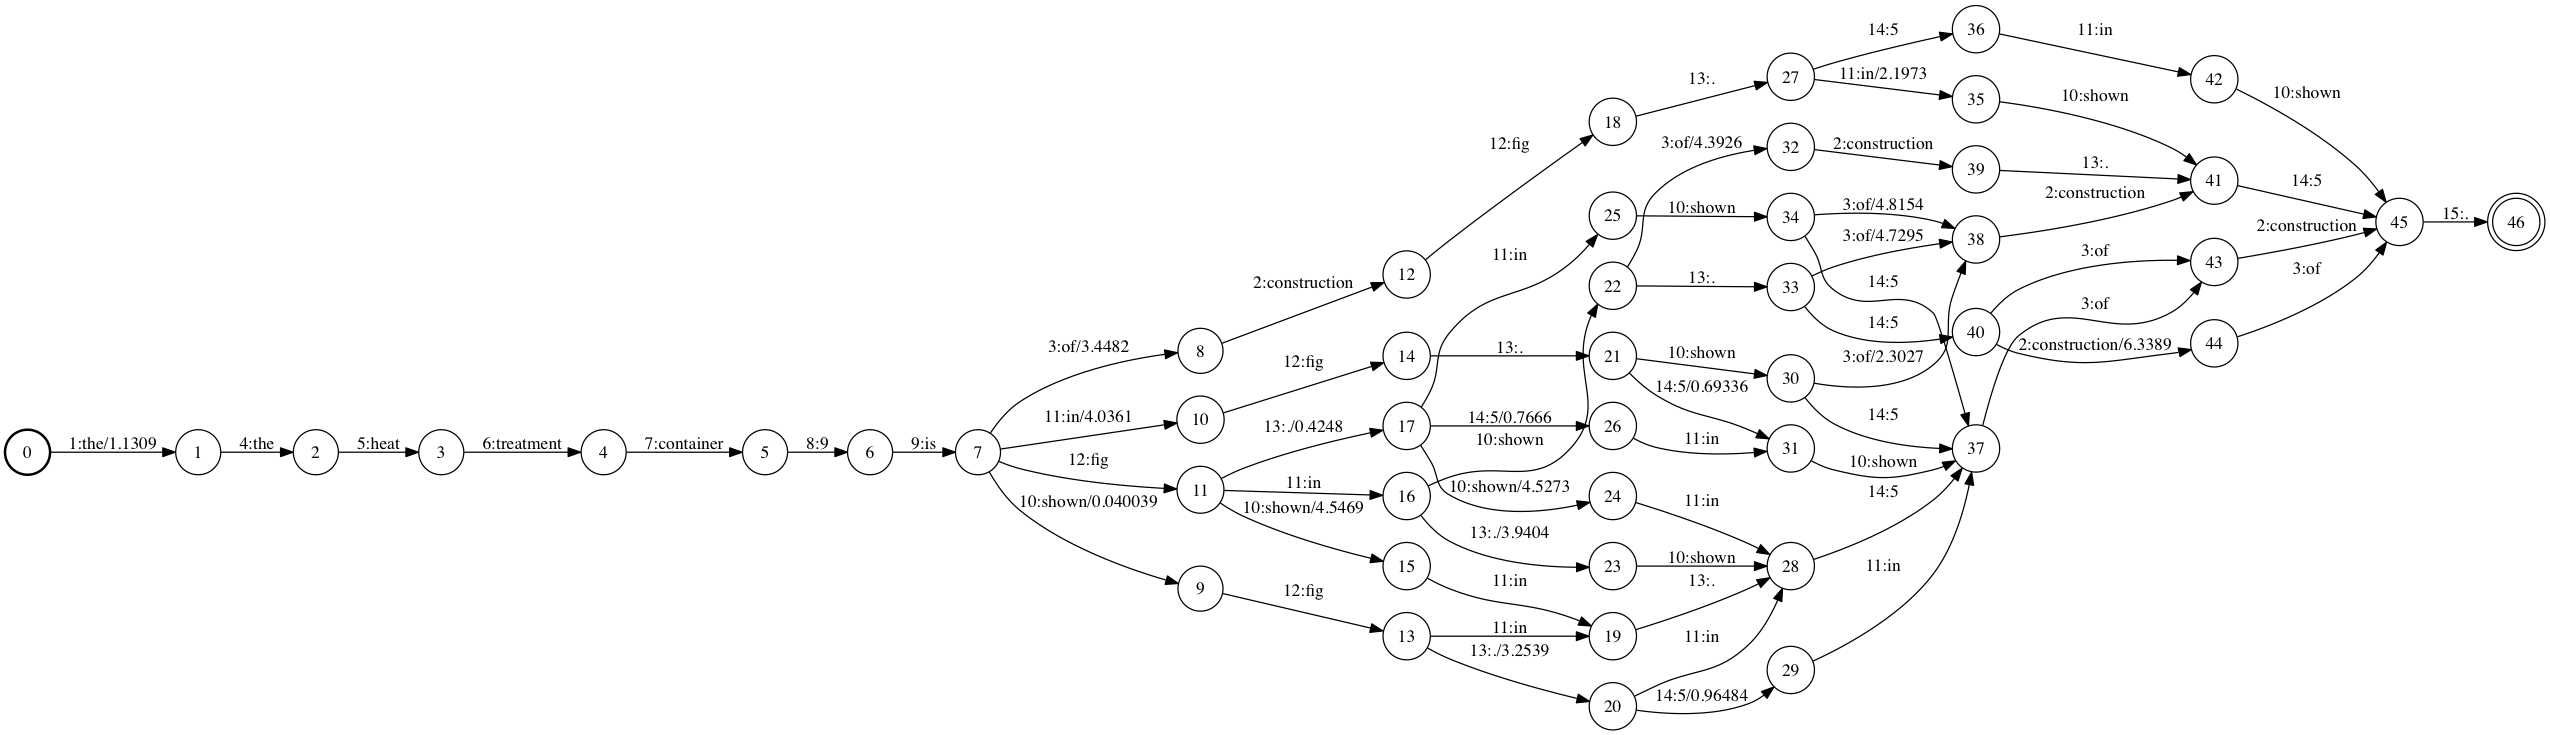 14:5
36
11:in
13:.
27
11:in/2.1973
42
10:shown
35
10:shown
18
12:fig
3:of/4.3926
32
2:construction
39
13:.
41
14:5
2:construction
25
10:shown
34
3:of/4.8154
38
3:of/4.7295
45
15:.
46
2:construction
11:in
12
2:construction
22
13:.
33
14:5
14:5
3:of
43
3:of
3:of
40
2:construction/6.3389
44
3:of/3.4482
8
12:fig
14
13:.
21
10:shown
14:5/0.69336
30
3:of/2.3027
14:5
11:in/4.0361
10
13:./0.4248
17
14:5/0.7666
10:shown
26
11:in
31
10:shown
37
0
1:the/1.1309
1
4:the
2
5:heat
3
6:treatment
4
7:container
5
8:9
6
9:is
7
12:fig
11
11:in
10:shown/4.5469
16
10:shown/4.5273
24
11:in
14:5
10:shown/0.040039
13:./3.9404
23
10:shown
13:.
28
11:in
15
11:in
9
12:fig
13
11:in
13:./3.2539
19
11:in
29
20
14:5/0.96484